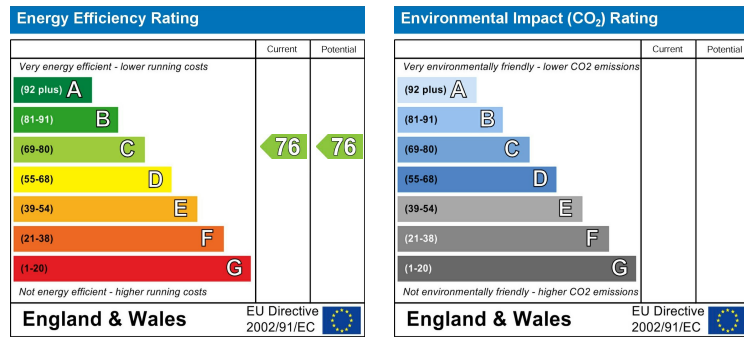 Energy Efficiency Rating
Current Potential
Very energy efficient - lower running costs
(92 plus) A
(81-91) B
(69-80) C 76 76
(55-68) D
(39-54) E
(21-38) F
(1-20) G
Not energy efficient - higher running costs
England & Wales
EU Directive
2002/91/EC
Environmental Impact (CO₂) Rating
Current Potential
Very environmentally friendly - lower CO2 emissions
(92 plus) A
(81-91) B
(69-80) C
(55-68) D
(39-54) E
(21-38) F
(1-20) G
Not environmentally friendly - higher CO2 emissions
England & Wales
EU Directive
2002/91/EC